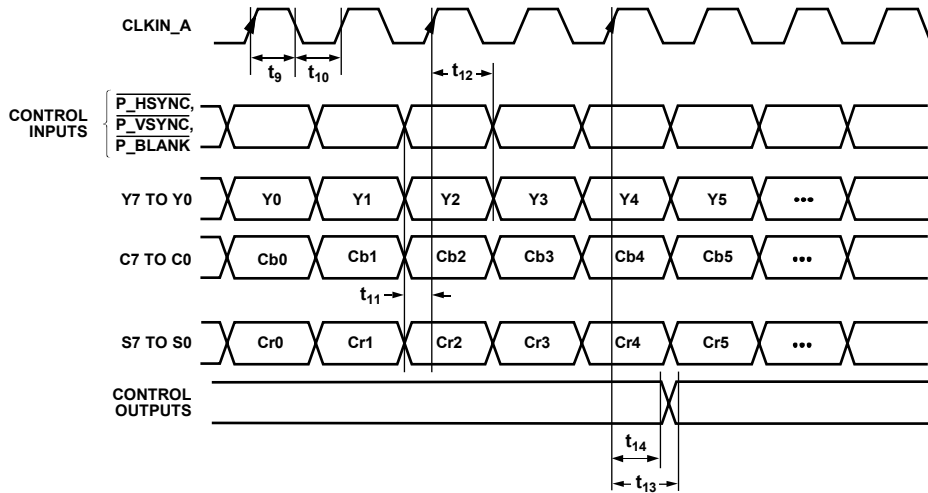 CLKIN_A
t9 t10 t12
CONTROL INPUTS
P_HSYNC,
P_VSYNC,
P_BLANK
Y7 TO Y0 Y0 Y1 Y2 Y3 Y4 Y5 •••
C7 TO C0 Cb0 Cb1 Cb2 Cb3 Cb4 Cb5 •••
t11
S7 TO S0 Cr0 Cr1 Cr2 Cr3 Cr4 Cr5 •••
CONTROL
OUTPUTS
t14
t13